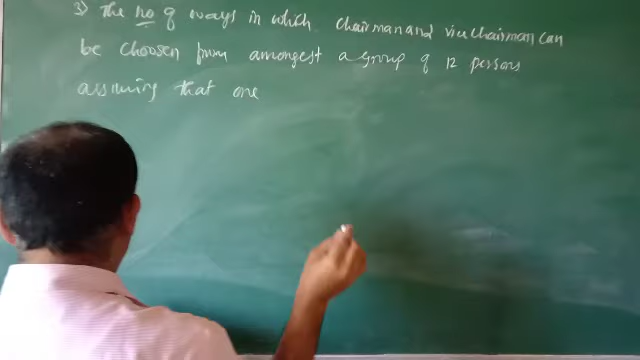 3) The no of ways in which chairman and vice chairman can
be choosen from amongest a group of 12 persons
assuming that one